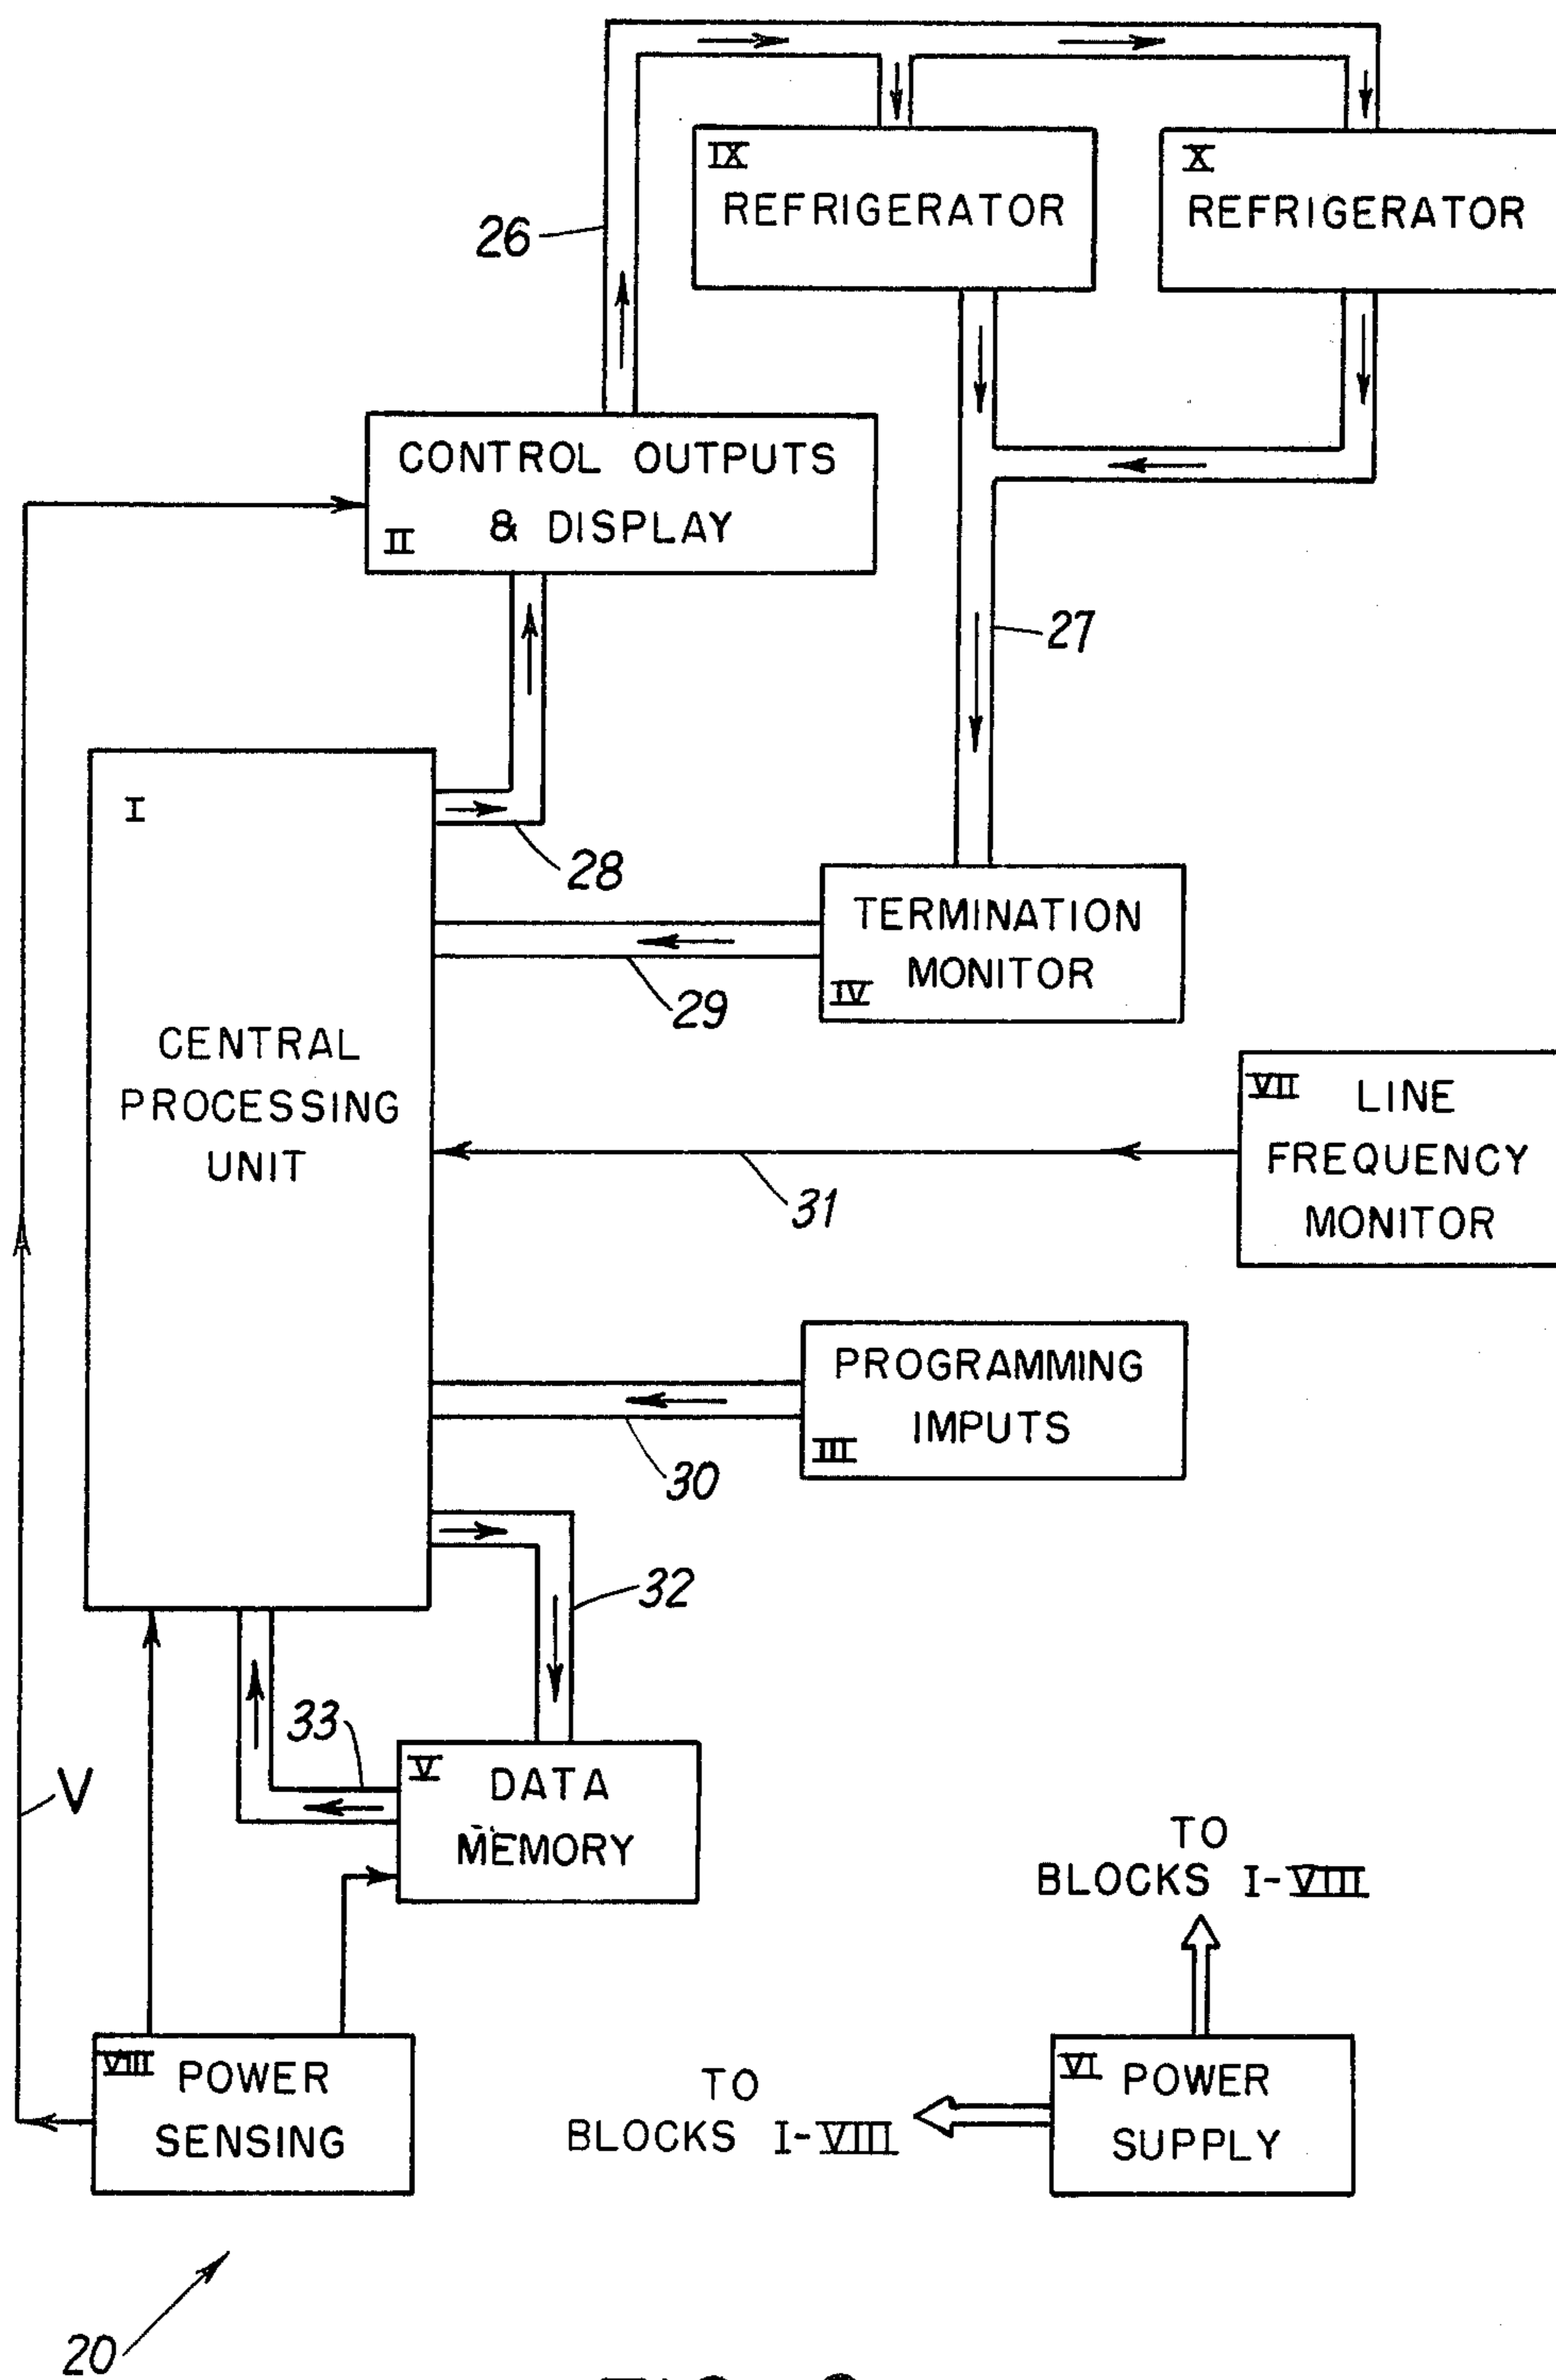 IX
REFRIGERATOR
X
REFRIGERATOR
26
CONTROL OUTPUTS
& DISPLAY
II
27
I
28
TERMINATION
MONITOR
IV
29
CENTRAL
PROCESSING
UNIT
VII
LINE
FREQUENCY
MONITOR
31
PROGRAMMING
IMPUTS
III
30
32
33
V
V
DATA
MEMORY
TO
BLOCKS I-VIII
VIII
POWER
SENSING
TO
BLOCKS I-VIII
VI
POWER
SUPPLY
20